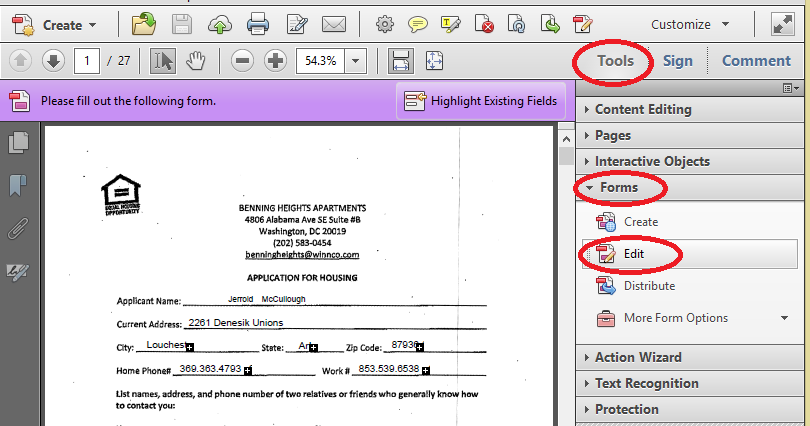 Create
Customize
1 / 27
54.3%
Tools Sign Comment
Please fill out the following form.
Highlight Existing Fields
EQUAL HOUSING
OPPORTUNITY
BENNING HEIGHTS APARTMENTS
4806 Alabama Ave SE Suite #B
Washington, DC 20019
(202) 583-0454
benningheights@winnco.com
APPLICATION FOR HOUSING
Applicant Name: Jerrold McCullough
Current Address: 2261 Denesik Unions
City: Louchest State: Ari Zip Code: 87936
Home Phone# 369.363.4793 Work # 853.539.6538
List names, address, and phone number of two relatives or friends who generally know how
to contact you:
Content Editing
Pages
Interactive Objects
Forms
Create
Edit
Distribute
More Form Options
Action Wizard
Text Recognition
Protection